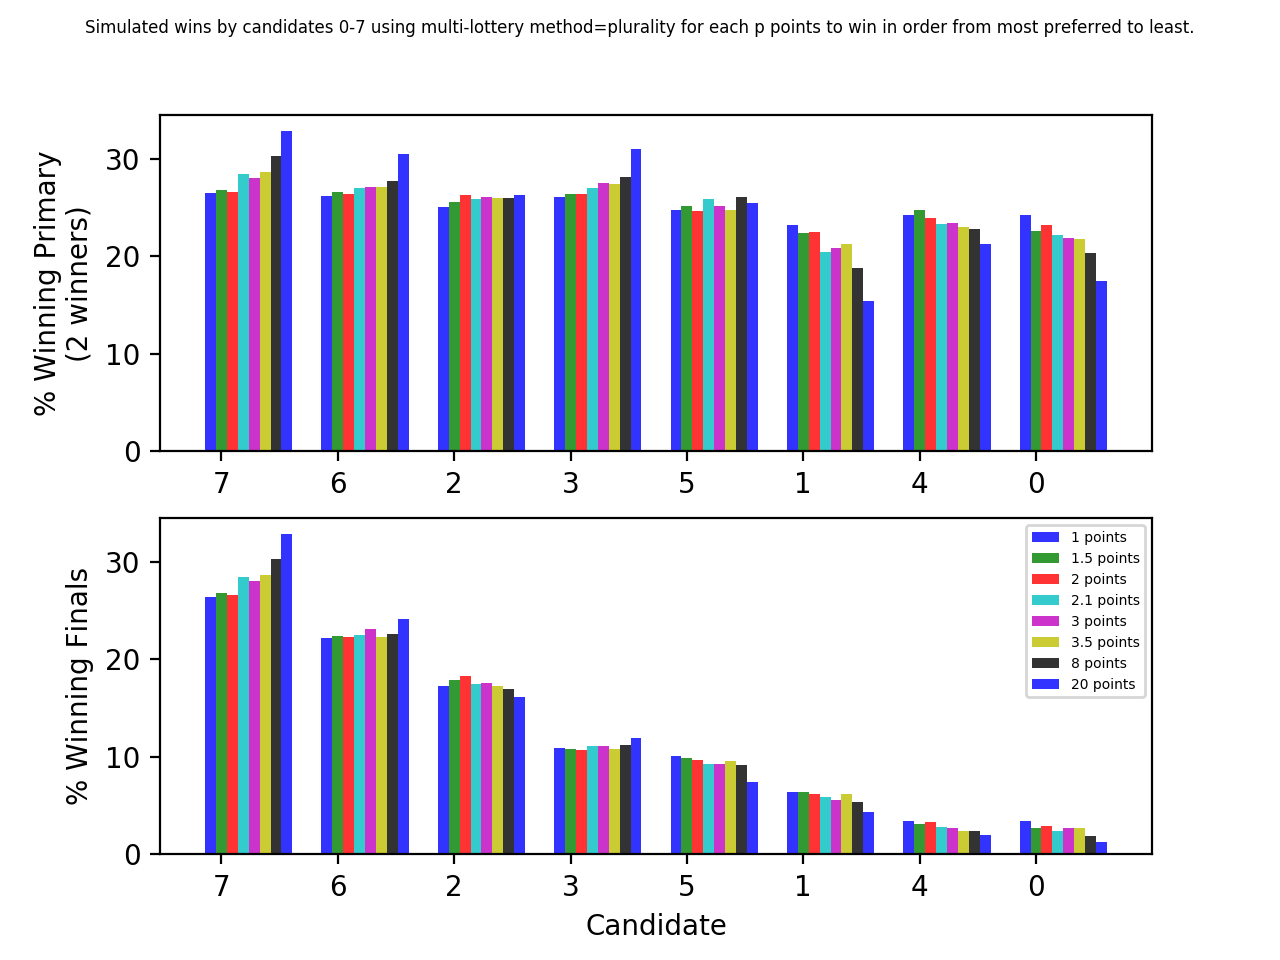 Simulated wins by candidates 0-7 using multi-lottery method=plurality for each p points to win in order from most preferred to least.
% Winning Primary
(2 winners)
30
20
10
0
7 6 2 3 5 1 4 0
% Winning Finals
30
20
10
0
1 points
1.5 points
2 points
2.1 points
3 points
3.5 points
8 points
20 points
7 6 2 3 5 1 4 0
Candidate